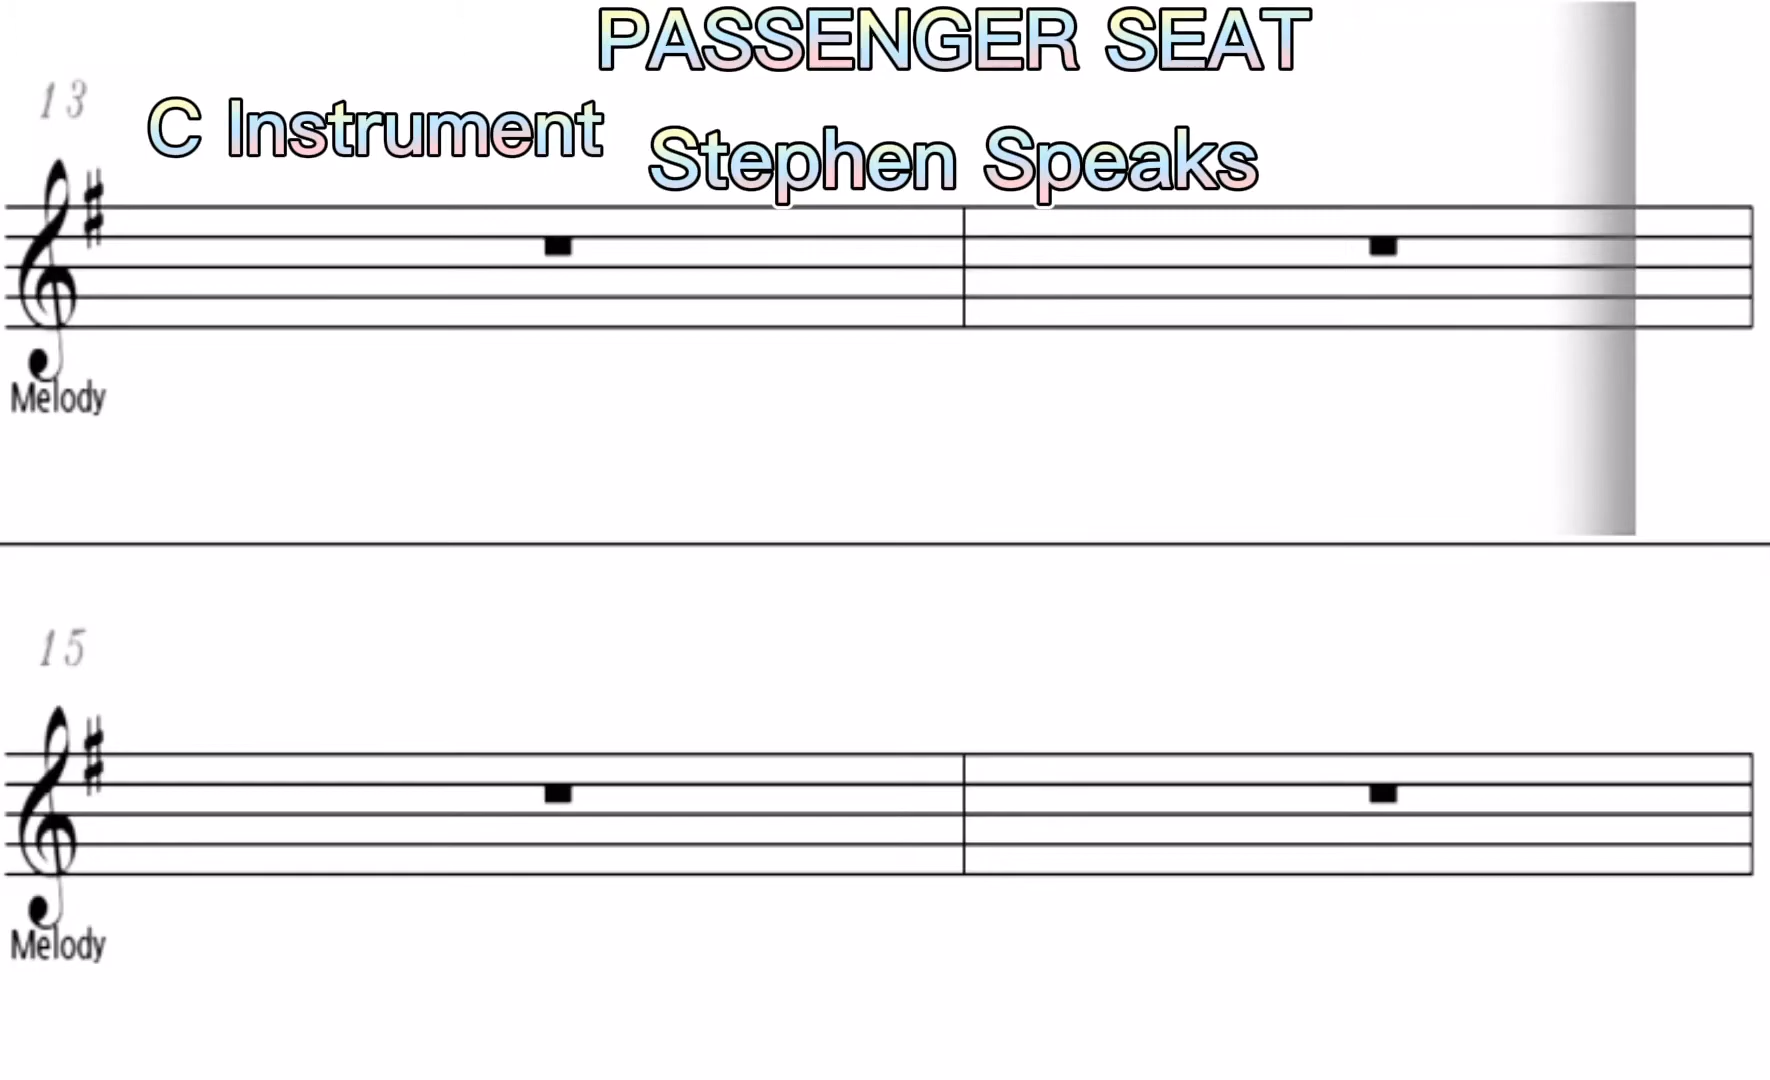 PASSENGER SEAT
13
C Instrument
Stephen Speaks
Melody
15
Melody